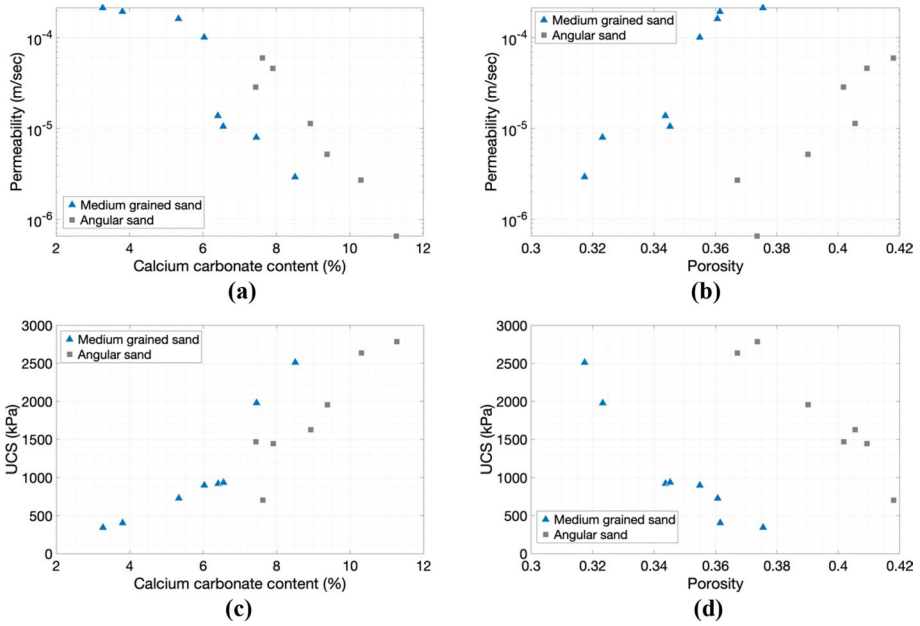 10-4
10-5
10-6
Permeability (m/sec)
Medium grained sand
Angular sand
2 4 6 8 10 12
Calcium carbonate content (%)
(a)
10-4
10-5
10-6
Permeability (m/sec)
Medium grained sand
Angular sand
0.3 0.32 0.34 0.36 0.38 0.4 0.42
Porosity
(b)
3000
2500
2000
1500
1000
500
0
UCS (kPa)
Medium grained sand
Angular sand
2 4 6 8 10 12
Calcium carbonate content (%)
(c)
3000
2500
2000
1500
1000
500
0
UCS (kPa)
Medium grained sand
Angular sand
0.3 0.32 0.34 0.36 0.38 0.4 0.42
Porosity
(d)